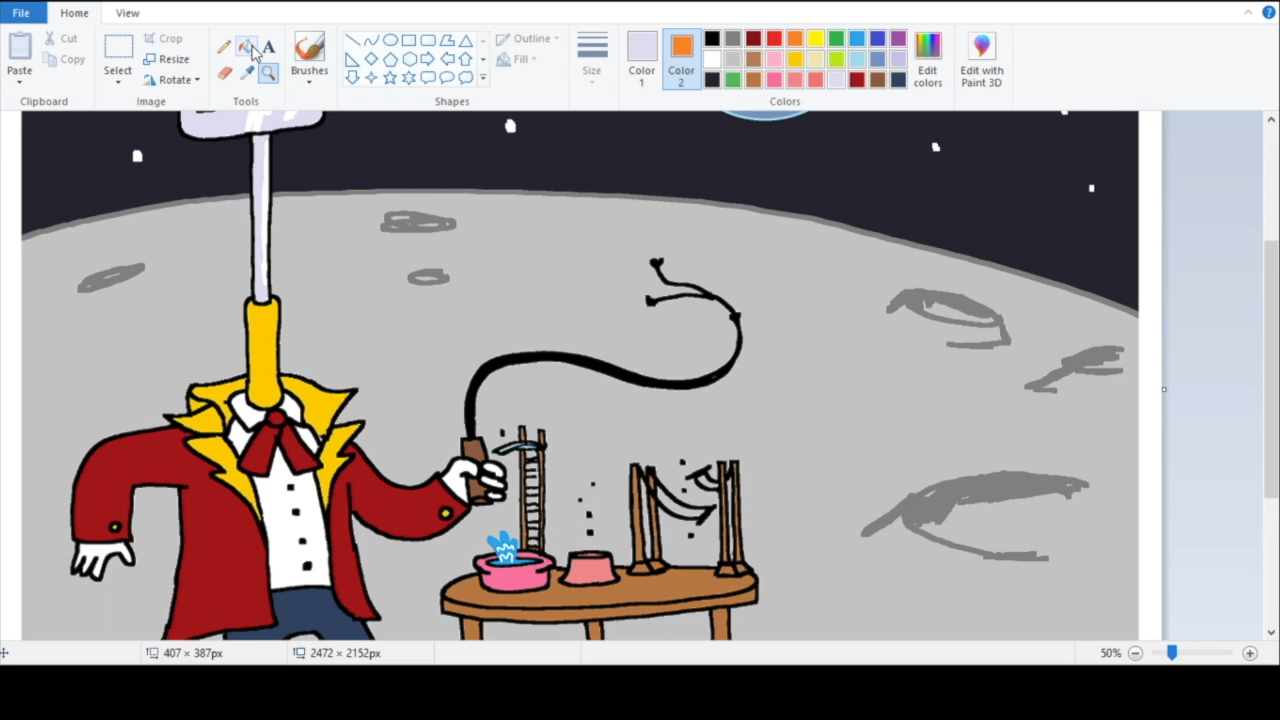 File Home View
Cut
Copy
Paste
Clipboard
Crop
Resize
Rotate
Select
Image
A
Tools
Brushes
Outline
Fill
Shapes
Size
Color 1
Color 2
Edit colors
Colors
Edit with Paint 3D
407 × 387px 2472 × 2152px 50%